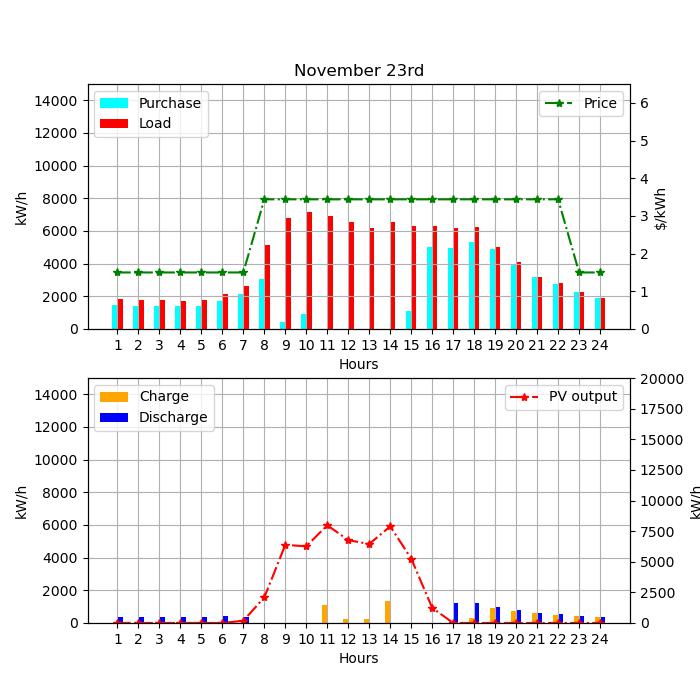 November 23rd
Purchase
Load
Price
14000
12000
10000
8000
6000
4000
2000
0
kW/h
6
5
4
3
2
1
0
$/kWh
1 2 3 4 5 6 7 8 9 10 11 12 13 14 15 16 17 18 19 20 21 22 23 24
Hours
Charge
Discharge
PV output
14000
12000
10000
8000
6000
4000
2000
0
kW/h
20000
17500
15000
12500
10000
7500
5000
2500
0
kW/h
1 2 3 4 5 6 7 8 9 10 11 12 13 14 15 16 17 18 19 20 21 22 23 24
Hours